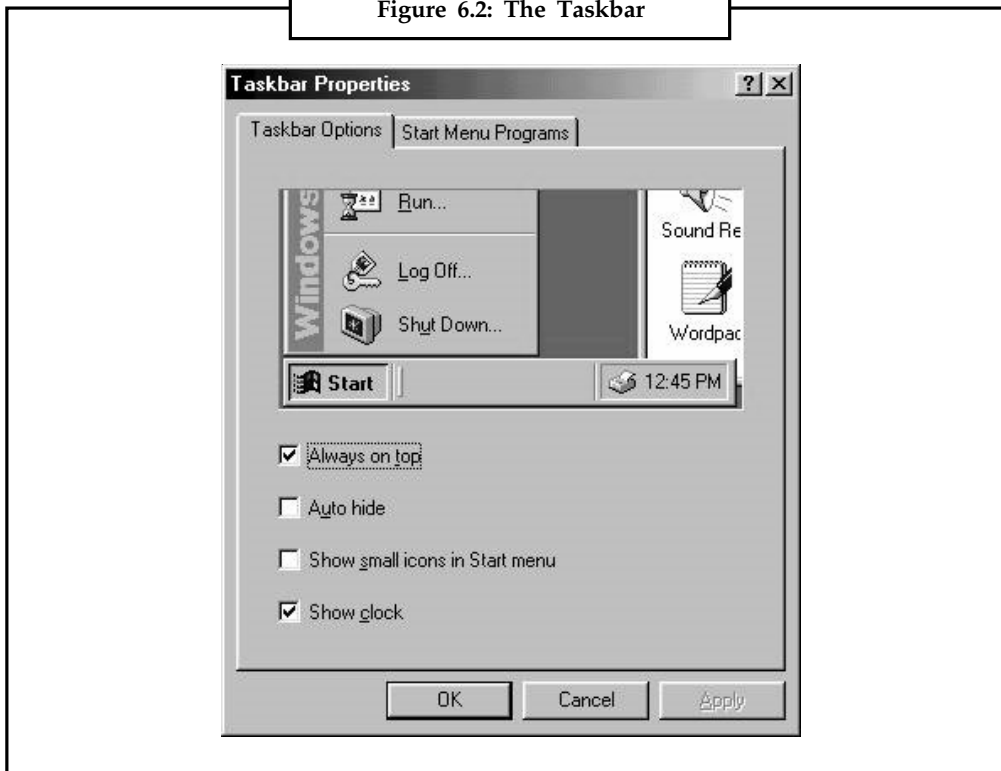 Figure 6.2: The Taskbar
Taskbar Properties
Taskbar Options
Start Menu Programs
Windows
Run...
Sound Re
Log Off...
Shut Down...
Wordpac
Start
12:45 PM
Always on top
Auto hide
Show small icons in Start menu
Show clock
OK
Cancel
Apply